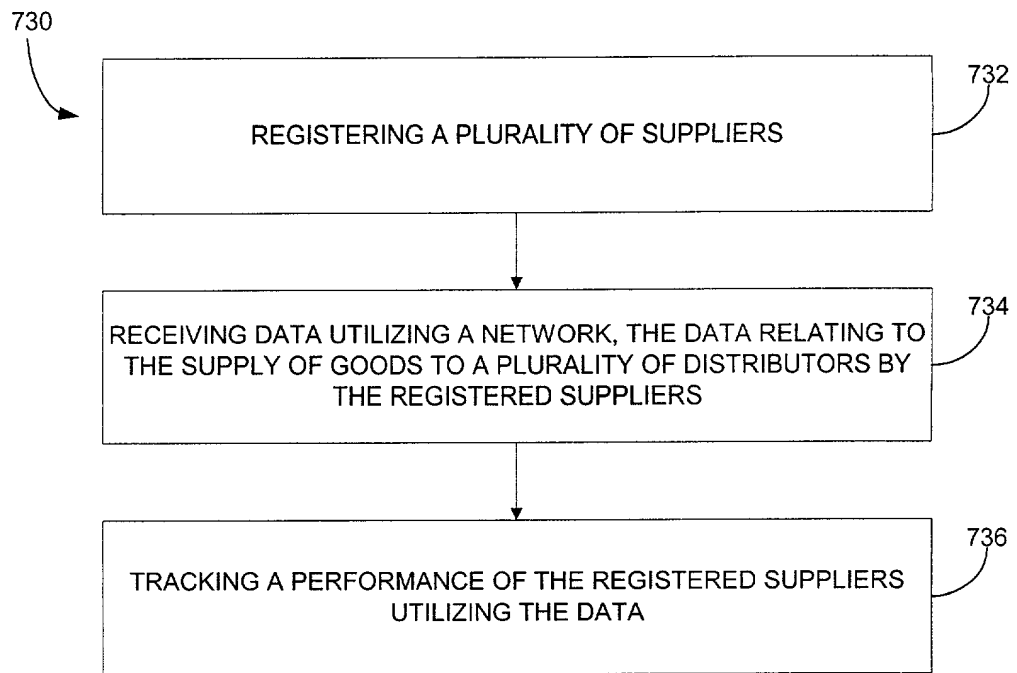 730
732
REGISTERING A PLURALITY OF SUPPLIERS
734
RECEIVING DATA UTILIZING A NETWORK, THE DATA RELATING TO
THE SUPPLY OF GOODS TO A PLURALITY OF DISTRIBUTORS BY
THE REGISTERED SUPPLIERS
736
TRACKING A PERFORMANCE OF THE REGISTERED SUPPLIERS
UTILIZING THE DATA